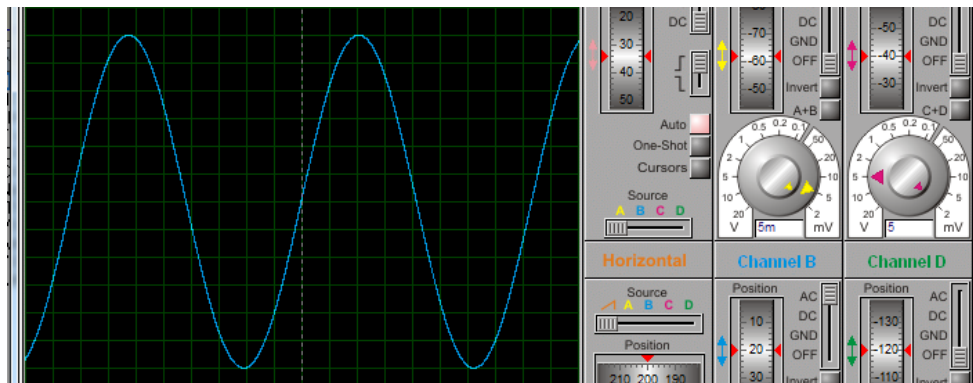 20
30
40
50
DC
Auto
One-Shot
Cursors
Source
A B C D
Horizontal
Source
A B C D
Position
210 200 190
-70
-60
-50
DC
GND
OFF
Invert
A+B
20 10 5 2 1 0.5 0.2 0.1 50 20 10 5 2
V 5m mV
Channel B
Position
10
20
30
AC
DC
GND
OFF
Invert
-50
-40
-30
DC
GND
OFF
Invert
C+D
20 10 5 2 1 0.5 0.2 0.1 50 20 10 5 2
V 5 mV
Channel D
Position
-130
-120
-110
AC
DC
GND
OFF
Invert